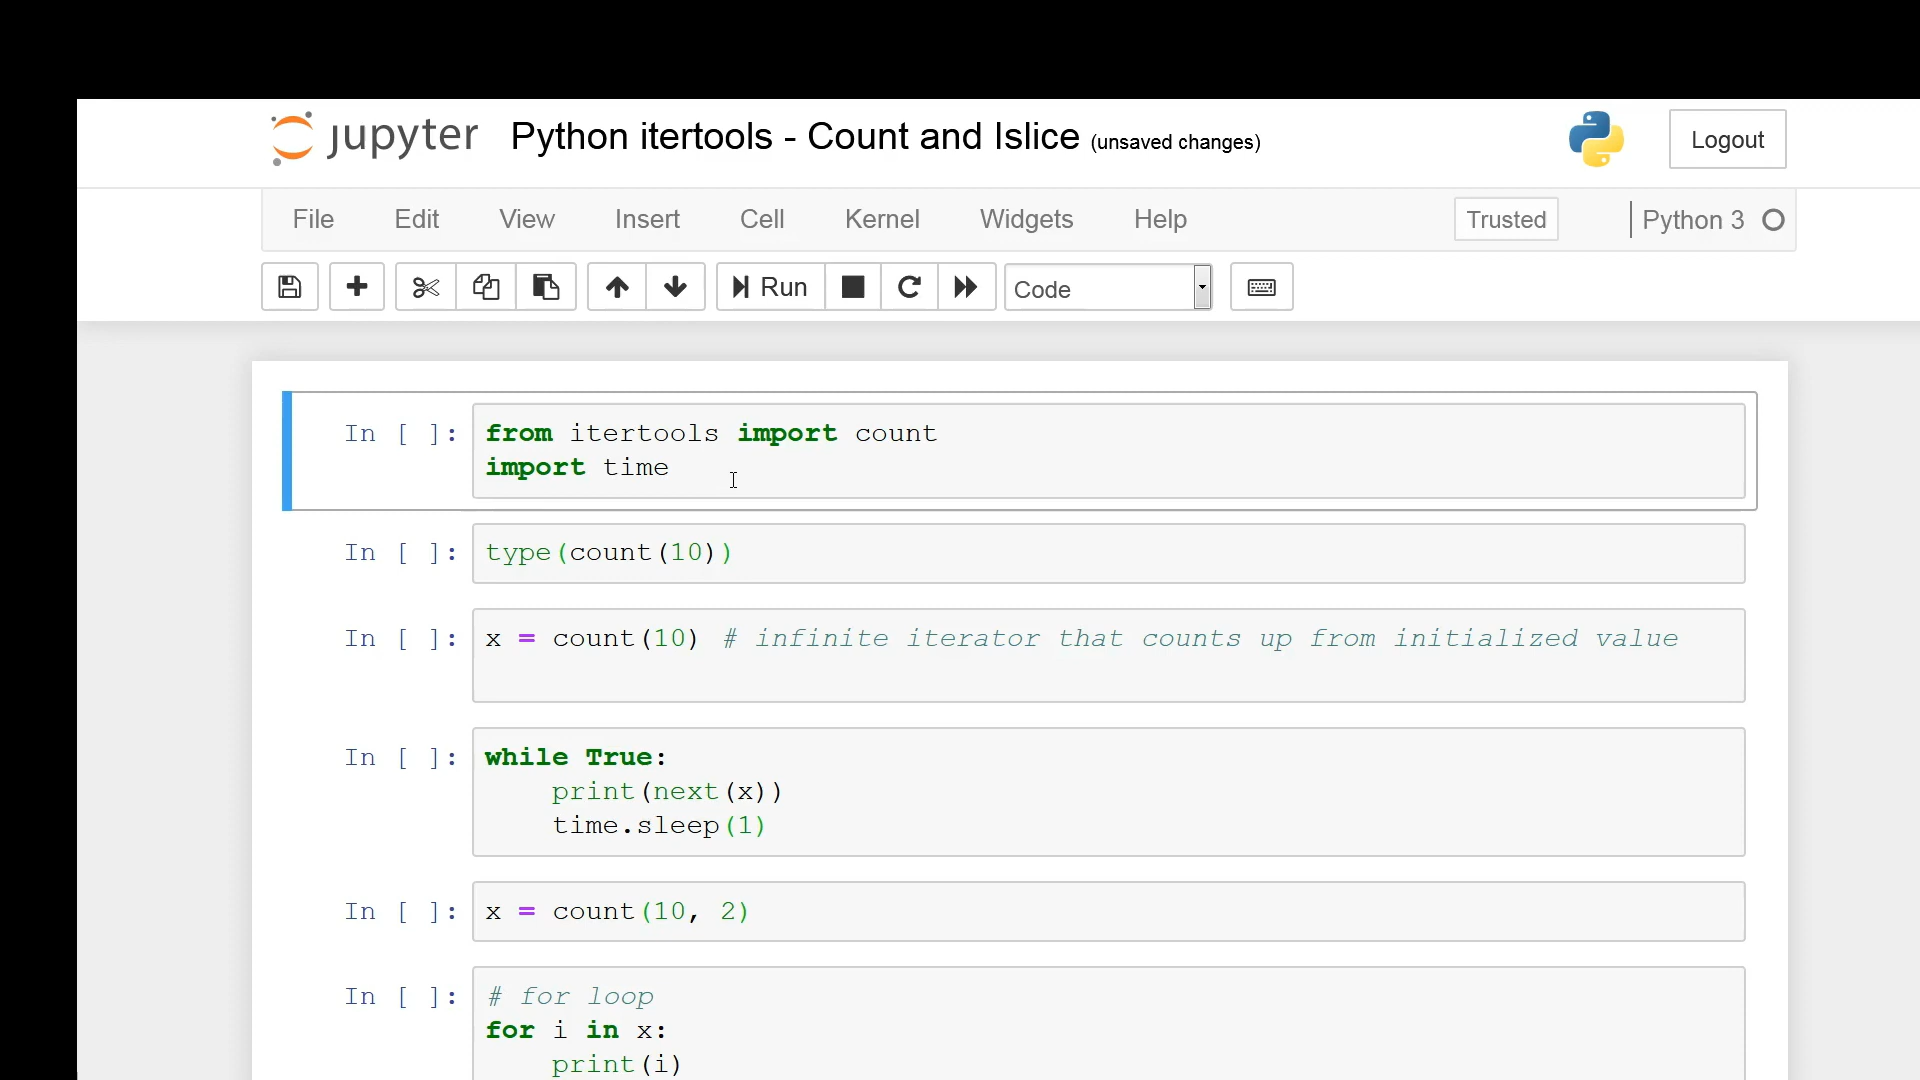 jupyter Python itertools - Count and Islice (unsaved changes) Logout
File Edit View Insert Cell Kernel Widgets Help Trusted Python 3
Run Code
In [ ]: from itertools import count
import time
In [ ]: type(count(10))
In [ ]: x = count(10) # infinite iterator that counts up from initialized value
In [ ]: while True:
    print(next(x))
    time.sleep(1)
In [ ]: x = count(10, 2)
In [ ]: # for loop
for i in x:
    print(i)